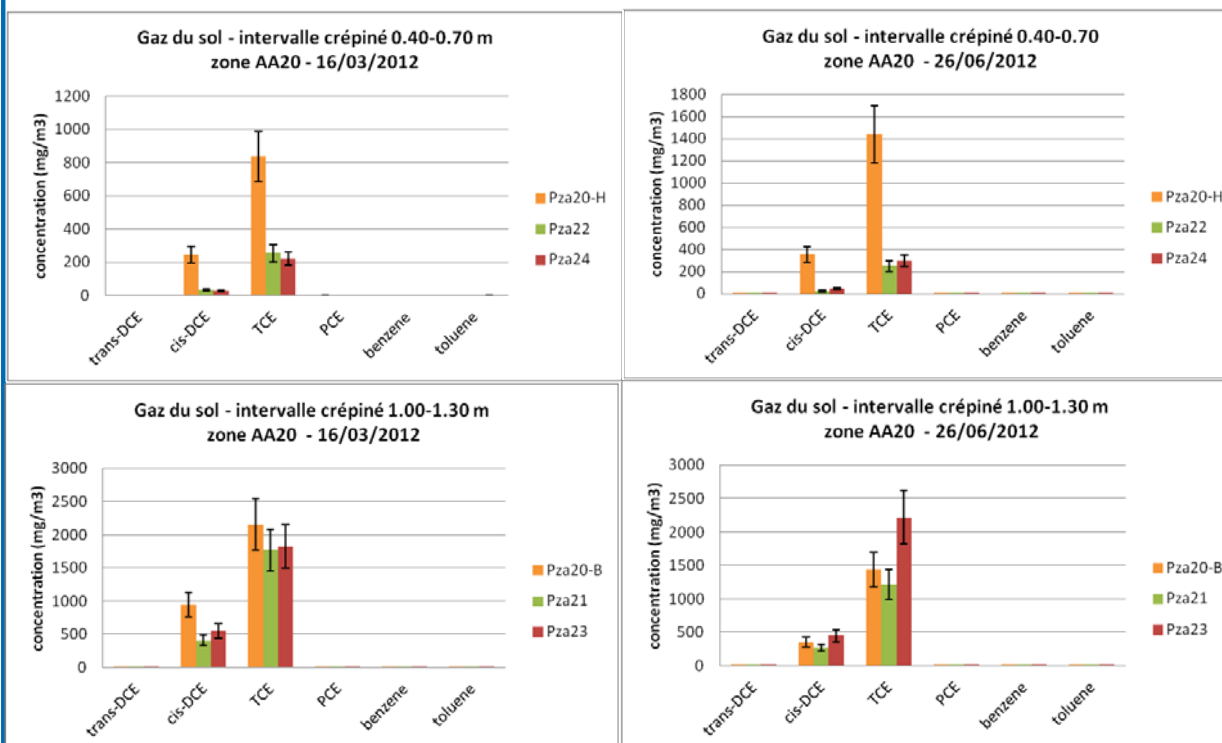 Gaz du sol - intervalle crépiné 0.40-0.70 m
zone AA20 - 16/03/2012
concentration (mg/m3)
1200
1000
800
600
400
200
0
trans-DCE
cis-DCE
TCE
PCE
benzene
toluene
Pza20-H
Pza22
Pza24
Gaz du sol - intervalle crépiné 0.40-0.70
zone AA20 - 26/06/2012
concentration (mg/m3)
1800
1600
1400
1200
1000
800
600
400
200
0
trans-DCE
cis-DCE
TCE
PCE
benzene
toluene
Pza20-H
Pza22
Pza24
Gaz du sol - intervalle crépiné 1.00-1.30 m
zone AA20 - 16/03/2012
concentration (mg/m3)
3000
2500
2000
1500
1000
500
0
trans-DCE
cis-DCE
TCE
PCE
benzene
toluene
Pza20-B
Pza21
Pza23
Gaz du sol - intervalle crépiné 1.00-1.30 m
zone AA20 - 26/06/2012
concentration (mg/m3)
3000
2500
2000
1500
1000
500
0
trans-DCE
cis-DCE
TCE
PCE
benzene
toluene
Pza20-B
Pza21
Pza23